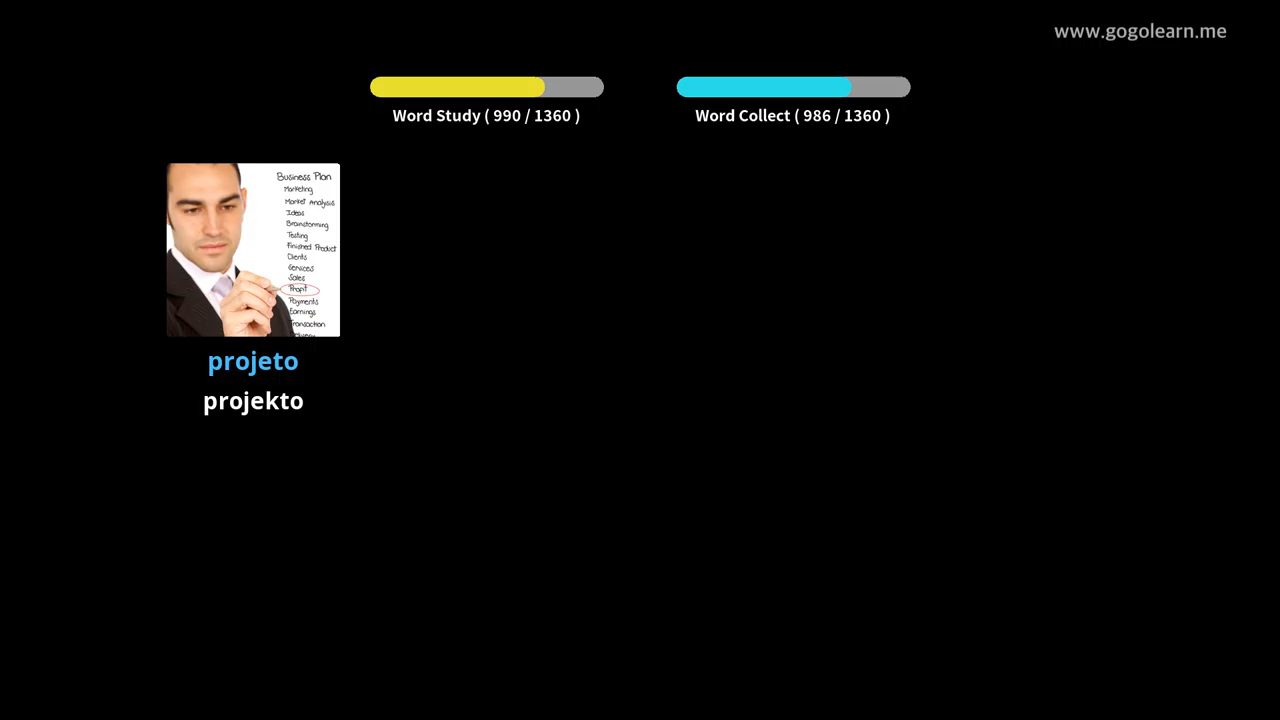 www.gogolearn.me
Word Study ( 990 / 1360 )
Word Collect ( 986 / 1360 )
Business Plan
Marketing
Market Analysis
Ideas
Brainstorming
Testing
Finished Product
Clients
Services
Sales
Profit
Payments
Earnings
Transaction
Delivery
projeto
projekto